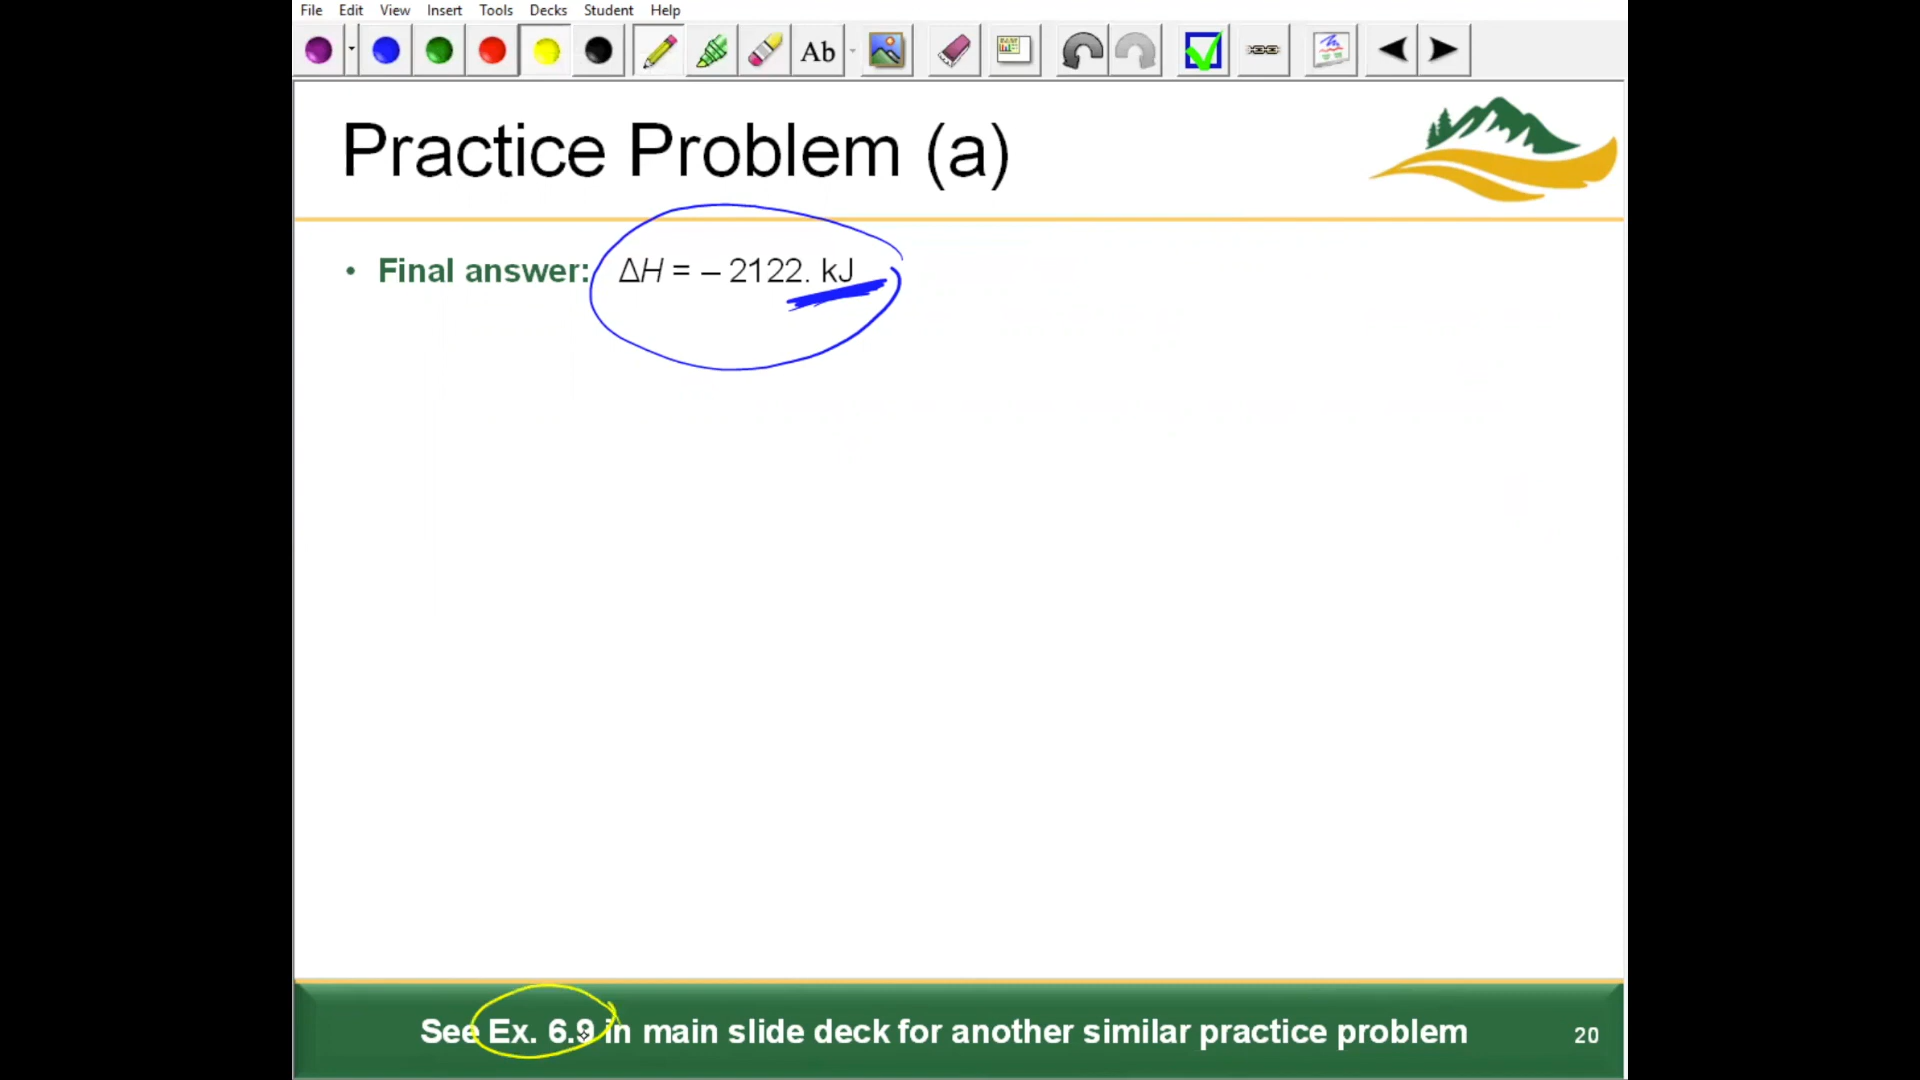 File Edit View Insert Tools Decks Student Help
Ab
Practice Problem (a)
• Final answer: ΔH = – 2122. kJ
See Ex. 6.9 in main slide deck for another similar practice problem
20